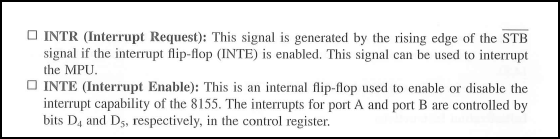 ☐ INTR (Interrupt Request): This signal is generated by the rising edge of the S̅T̅B̅
signal if the interrupt flip-flop (INTE) is enabled. This signal can be used to interrupt
the MPU.
☐ INTE (Interrupt Enable): This is an internal flip-flop used to enable or disable the
interrupt capability of the 8155. The interrupts for port A and port B are controlled by
bits D₄ and D₅, respectively, in the control register.